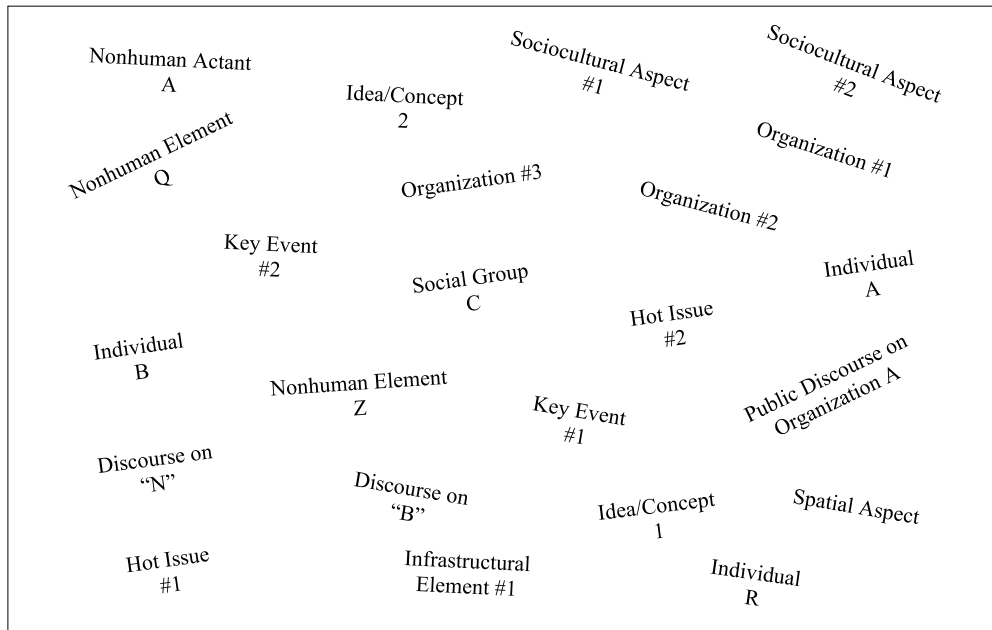 Nonhuman Actant
A
Sociocultural Aspect
#1
Sociocultural Aspect
#2
Idea/Concept
2
Nonhuman Element
Q
Organization #1
Organization #3
Organization #2
Key Event
#2
Social Group
C
Individual
A
Hot Issue
#2
Individual
B
Nonhuman Element
Z
Public Discourse on
Organization A
Key Event
#1
Discourse on
“N”
Discourse on
“B”
Idea/Concept
1
Spatial Aspect
Hot Issue
#1
Infrastructural
Element #1
Individual
R